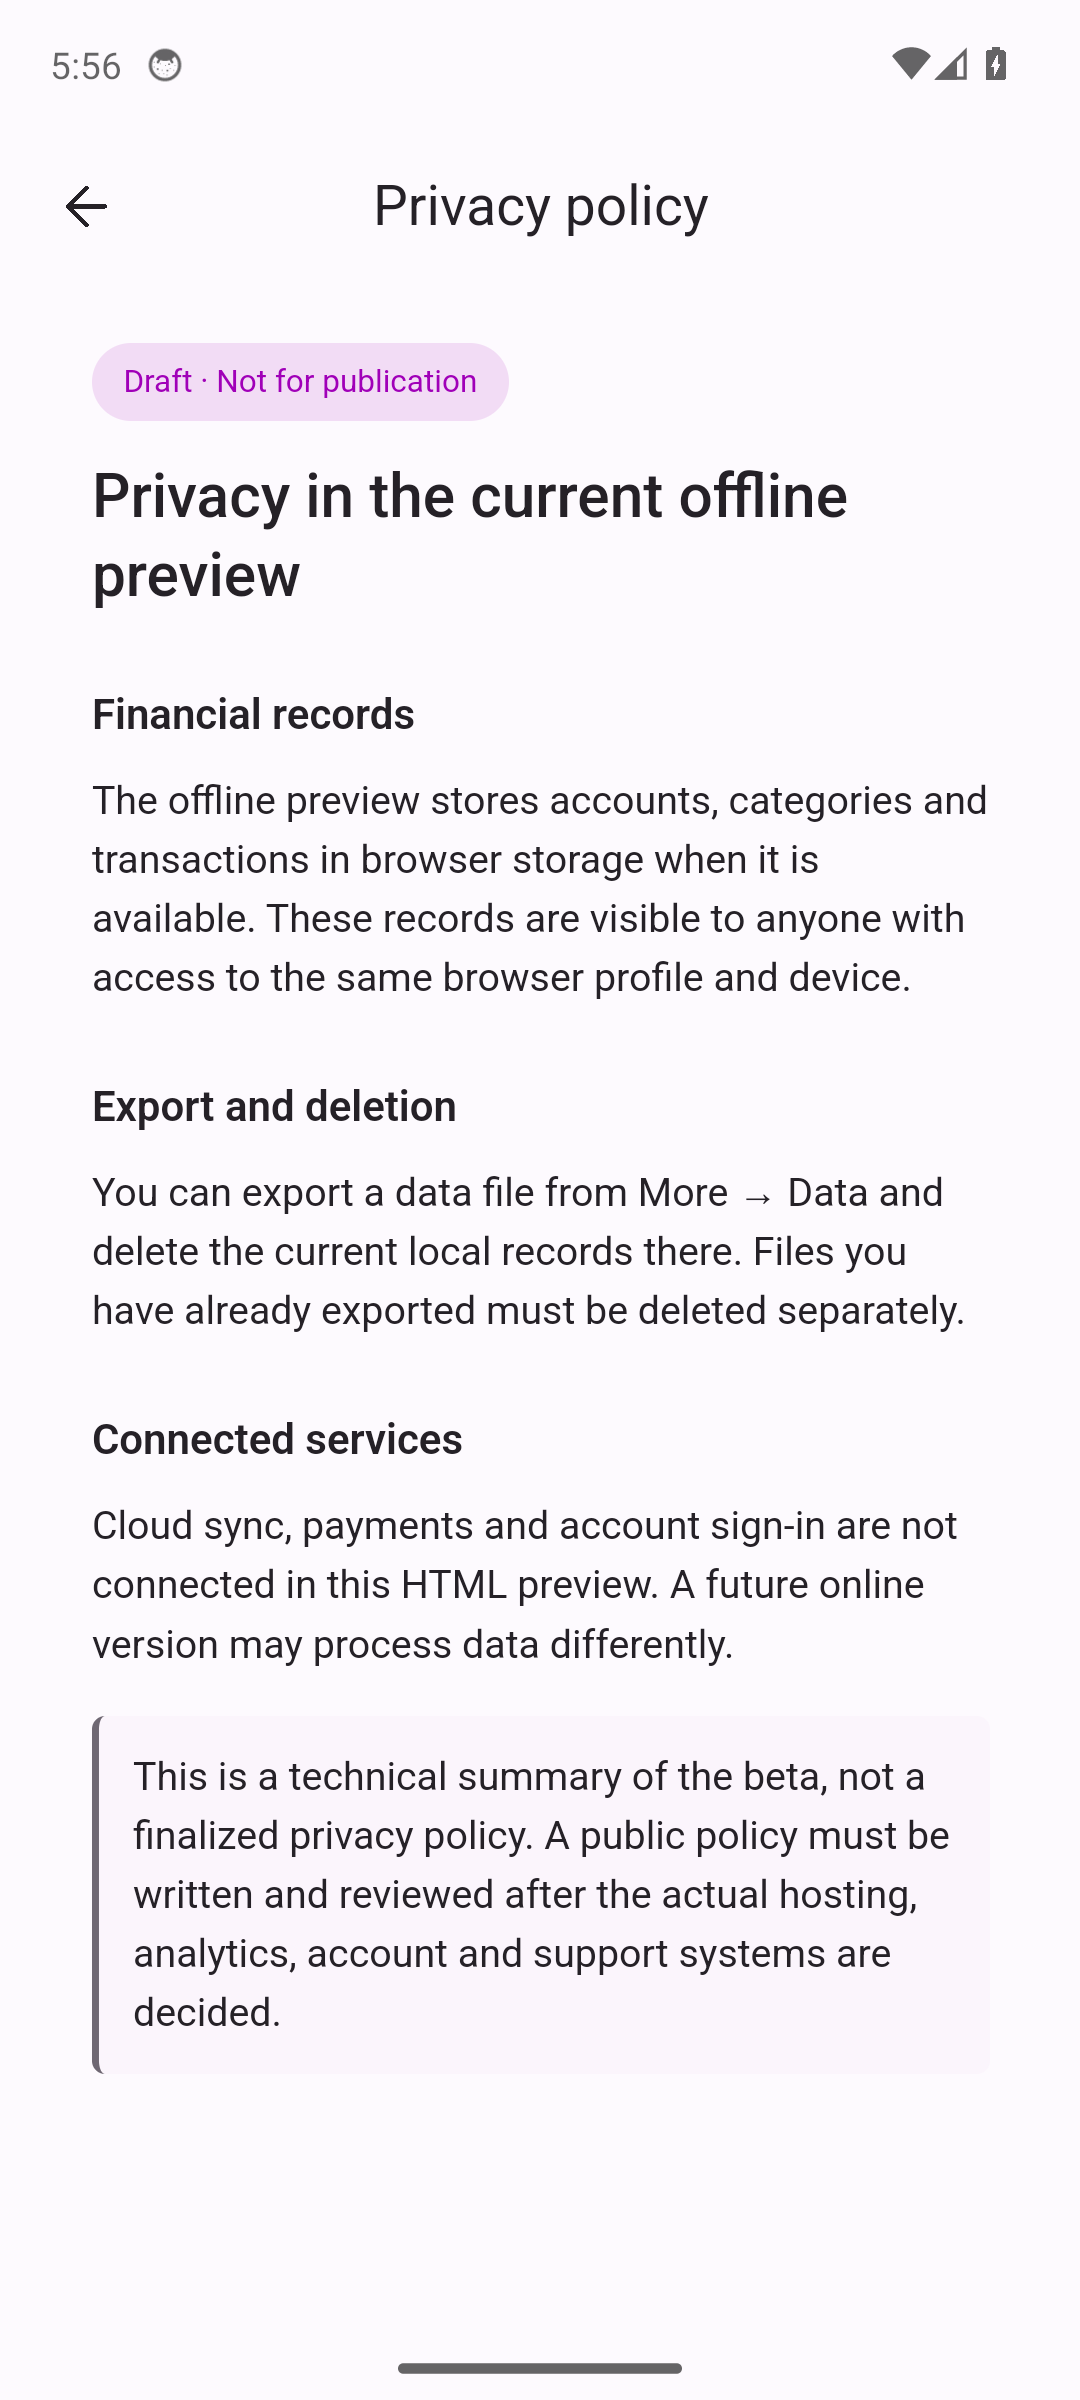 5:56
Privacy policy
Draft · Not for publication
Privacy in the current offline
preview
Financial records
The offline preview stores accounts, categories and
transactions in browser storage when it is
available. These records are visible to anyone with
access to the same browser profile and device.
Export and deletion
You can export a data file from More → Data and
delete the current local records there. Files you
have already exported must be deleted separately.
Connected services
Cloud sync, payments and account sign-in are not
connected in this HTML preview. A future online
version may process data differently.
This is a technical summary of the beta, not a
finalized privacy policy. A public policy must be
written and reviewed after the actual hosting,
analytics, account and support systems are
decided.